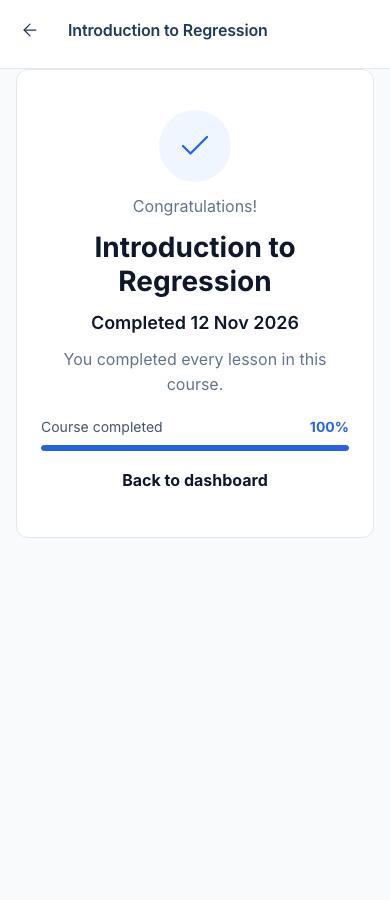 Introduction to Regression
Congratulations!
Introduction to
Regression
Completed 12 Nov 2026
You completed every lesson in this
course.
Course completed 100%
Back to dashboard